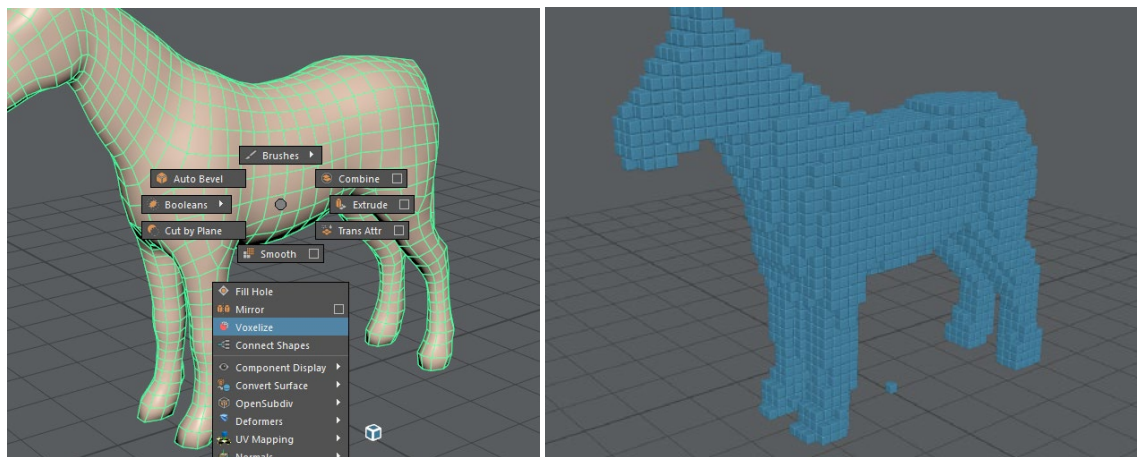 Brushes
Auto Bevel
Combine
Booleans
Extrude
Cut by Plane
Trans Attr
Smooth
Fill Hole
Mirror
Voxelize
Connect Shapes
Component Display
Convert Surface
OpenSubdiv
Deformers
UV Mapping
Normals